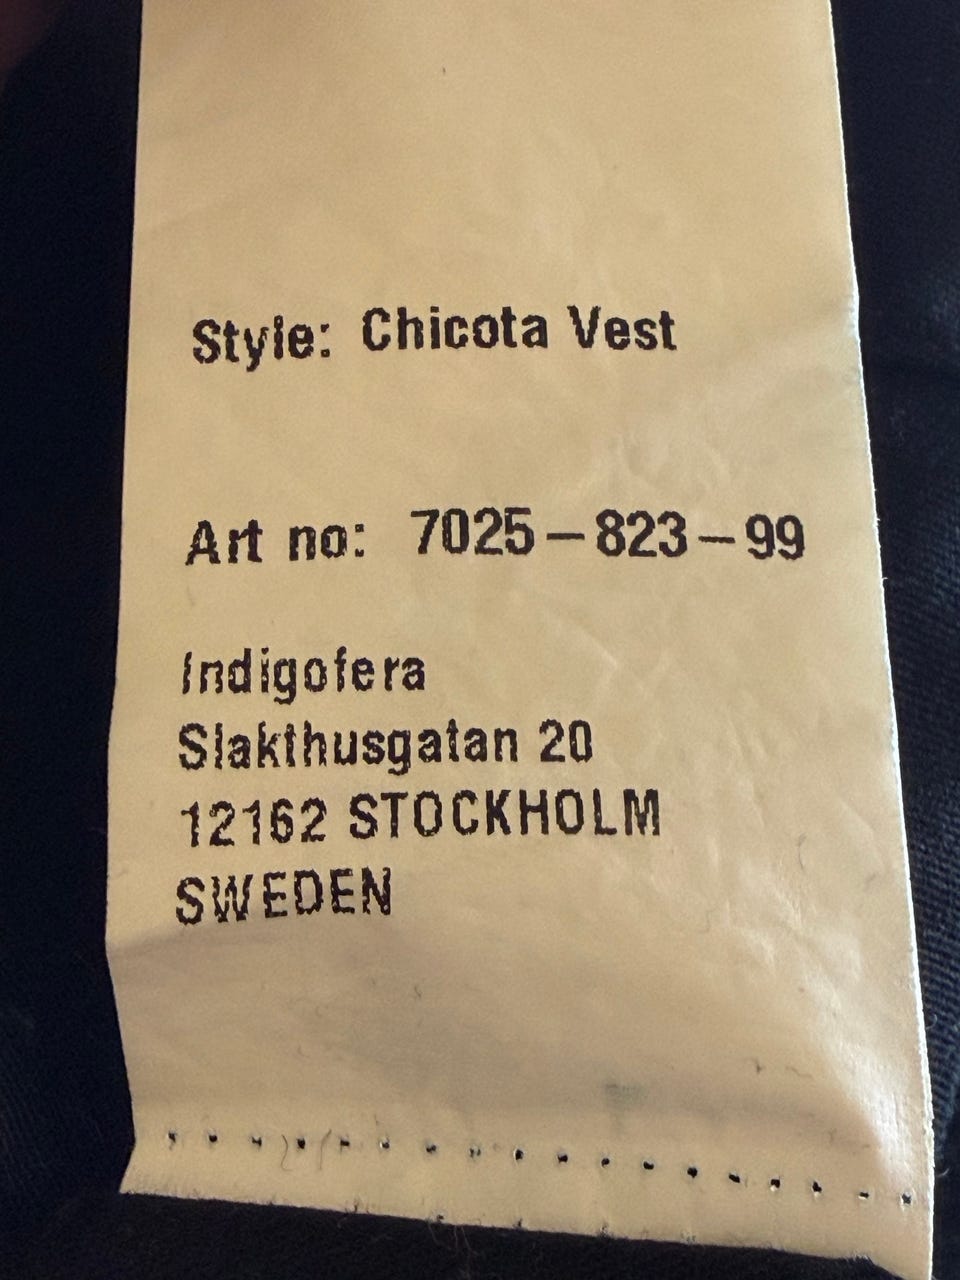 Style: Chicota Vest
Art no: 7025-823-99
Indigofera
Slakthusgatan 20
12162 STOCKHOLM
SWEDEN